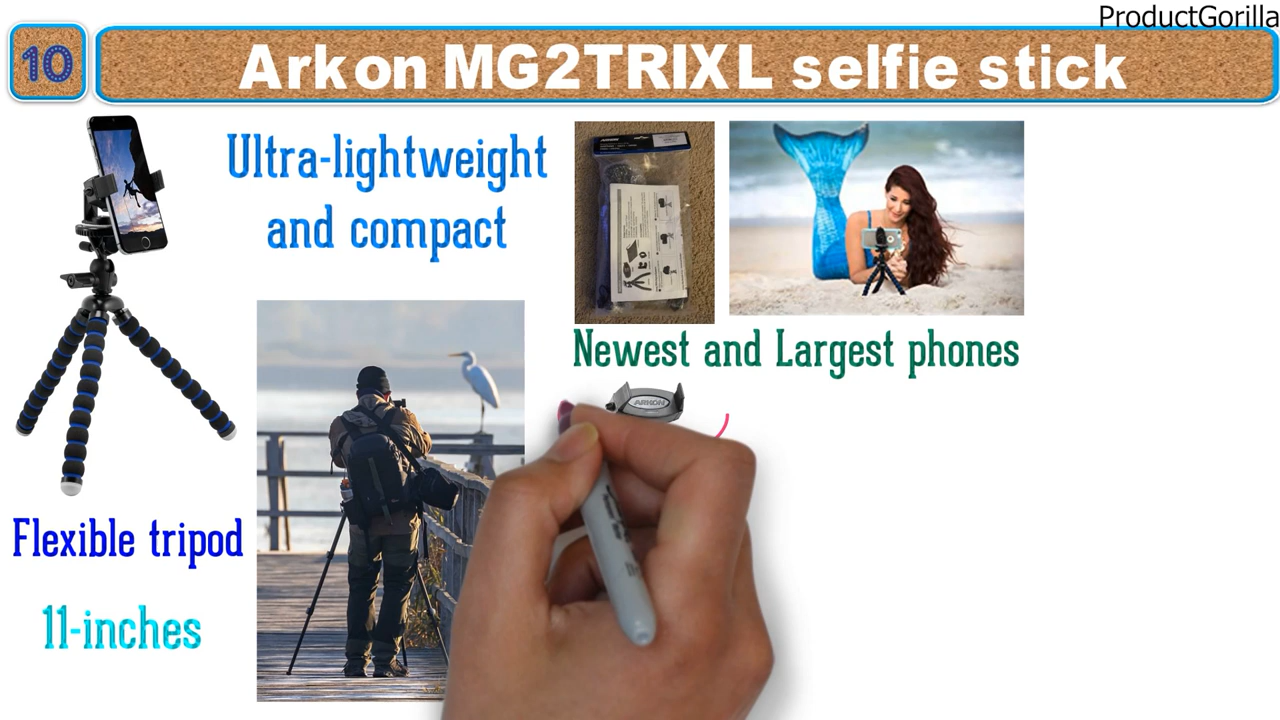 ProductGorilla
10
Arkon MG2TRIXL selfie stick
Ultra-lightweight
and compact
Newest and Largest phones
ARKON
Flexible tripod
11-inches